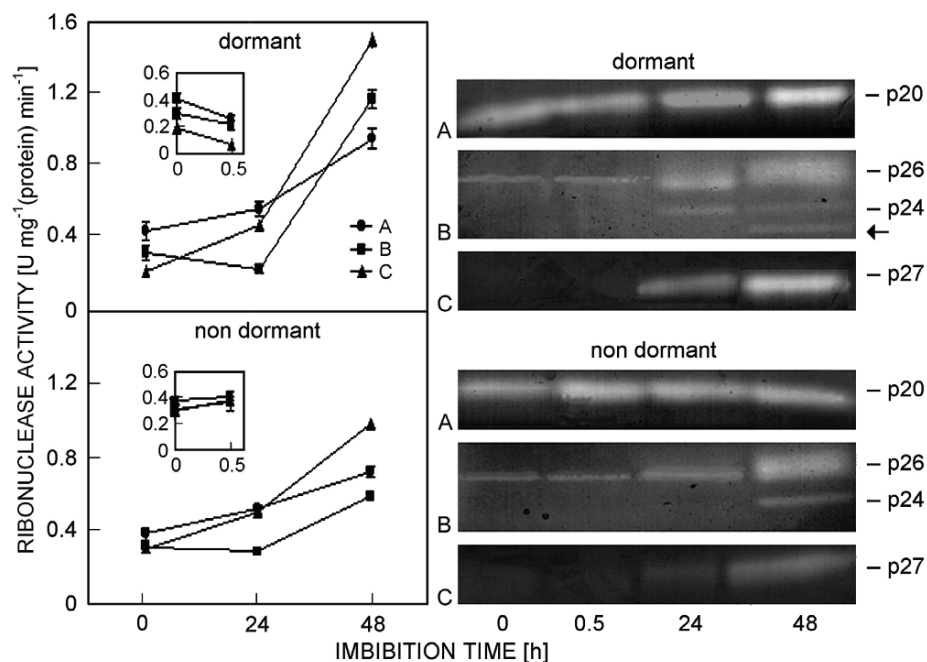 RIBONUCLEASE ACTIVITY [U mg⁻¹(protein) min⁻¹]
1.6
1.2
0.8
0.4
0
dormant
0.6
0.4
0.2
0
0 0.5
A
B
C
1.2
0.8
0.4
0
non dormant
0.6
0.4
0.2
0
0 0.5
0 24 48
dormant
A – p20
– p26
– p24
B
C – p27
non dormant
A – p20
– p26
– p24
B
C – p27
0 0.5 24 48
IMBIBITION TIME [h]